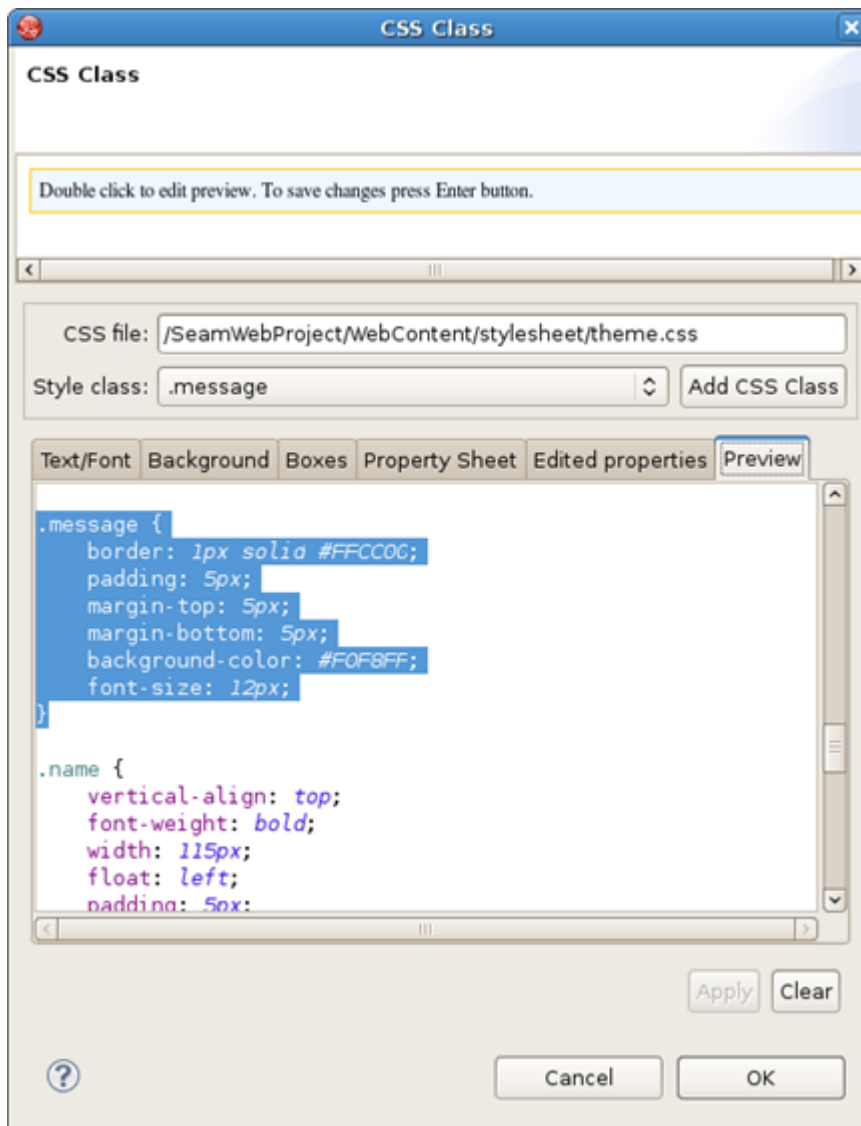 CSS Class
CSS Class
Double click to edit preview. To save changes press Enter button.
CSS file: /SeamWebProject/WebContent/stylesheet/theme.css
Style class: .message Add CSS Class
Text/Font Background Boxes Property Sheet Edited properties Preview
.message {
border: 1px solid #FFCC0G;
padding: 5px;
margin-top: 5px;
margin-bottom: 5px;
background-color: #F0F8FF;
font-size: 12px;
}
.name {
vertical-align: top;
font-weight: bold;
width: 115px;
float: left;
padding: 5px;
Apply Clear
? Cancel OK